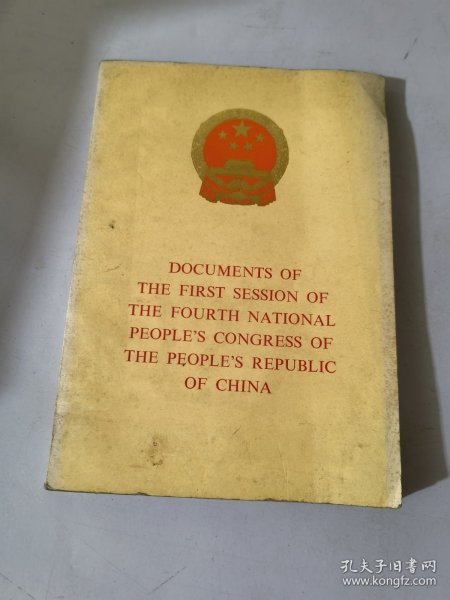 DOCUMENTS OF
THE FIRST SESSION OF
THE FOURTH NATIONAL
PEOPLE'S CONGRESS OF
THE PEOPLE'S REPUBLIC
OF CHINA
孔夫子旧书网
www.kongfz.com